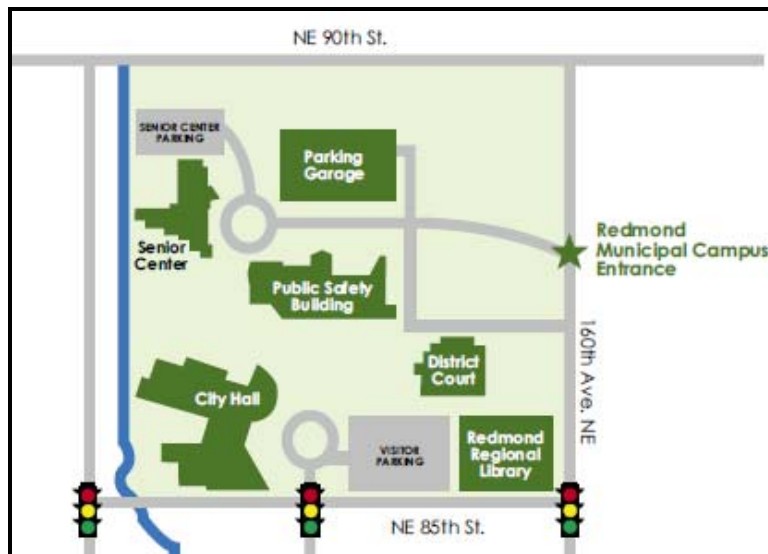 NE 90th St.
SENIOR CENTER
PARKING
Parking
Garage
Redmond
Municipal Campus
Entrance
Senior
Center
Public Safety
Building
160th Ave. NE
District
Court
City Hall
VISITOR
PARKING
Redmond
Regional
Library
NE 85th St.